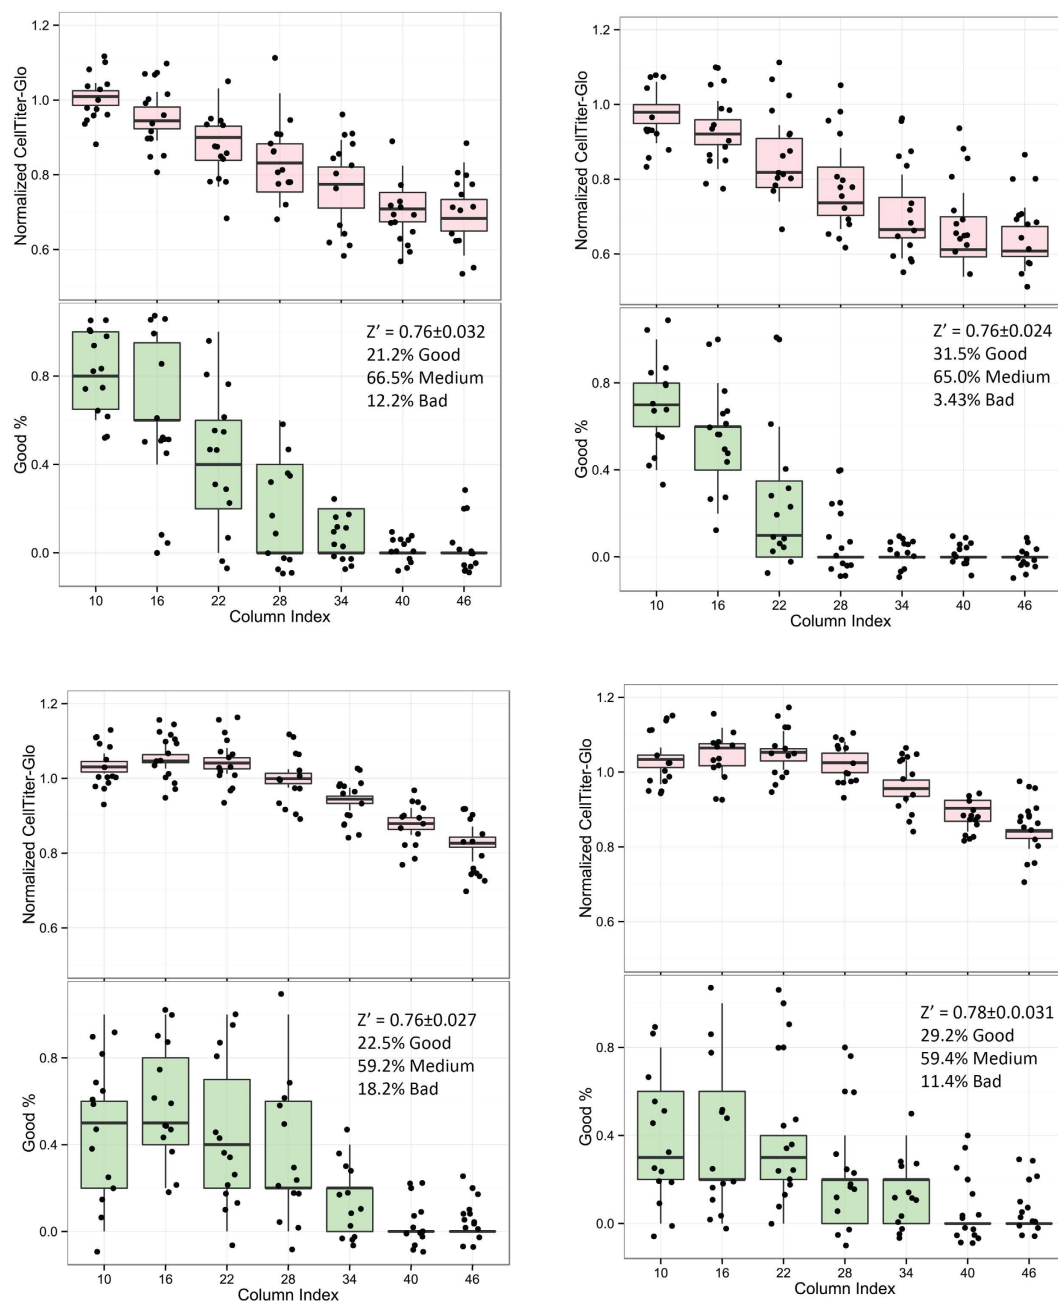 1.2
1.0
0.8
0.6
Normalized CellTiter-Glo
Z’ = 0.76±0.032
21.2% Good
66.5% Medium
12.2% Bad
0.8
0.4
0.0
Good %
10 16 22 28 34 40 46
Column Index
1.2
1.0
0.8
0.6
Normalized CellTiter-Glo
Z’ = 0.76±0.024
31.5% Good
65.0% Medium
3.43% Bad
0.8
0.4
0.0
Good %
10 16 22 28 34 40 46
Column Index
1.2
1.0
0.8
0.6
Normalized CellTiter-Glo
Z’ = 0.76±0.027
22.5% Good
59.2% Medium
18.2% Bad
0.8
0.4
0.0
Good %
10 16 22 28 34 40 46
Column Index
1.2
1.0
0.8
0.6
Normalized CellTiter-Glo
Z’ = 0.78±0.0.031
29.2% Good
59.4% Medium
11.4% Bad
0.8
0.4
0.0
Good %
10 16 22 28 34 40 46
Column Index